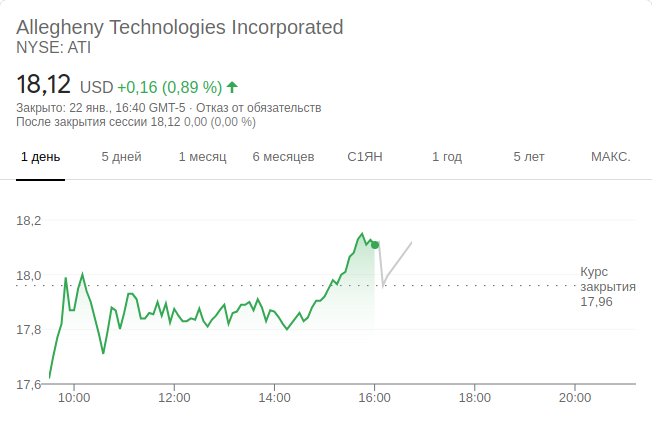 Allegheny Technologies Incorporated
NYSE: ATI
18,12 USD +0,16 (0,89 %)
Закрыто: 22 янв., 16:40 GMT-5 · Отказ от обязательств
После закрытия сессии 18,12 0,00 (0,00 %)
1 день 5 дней 1 месяц 6 месяцев С1ЯН 1 год 5 лет МАКС.
18,2
18,0
Курс
закрытия
17,96
17,8
17,6
10:00 12:00 14:00 16:00 18:00 20:00